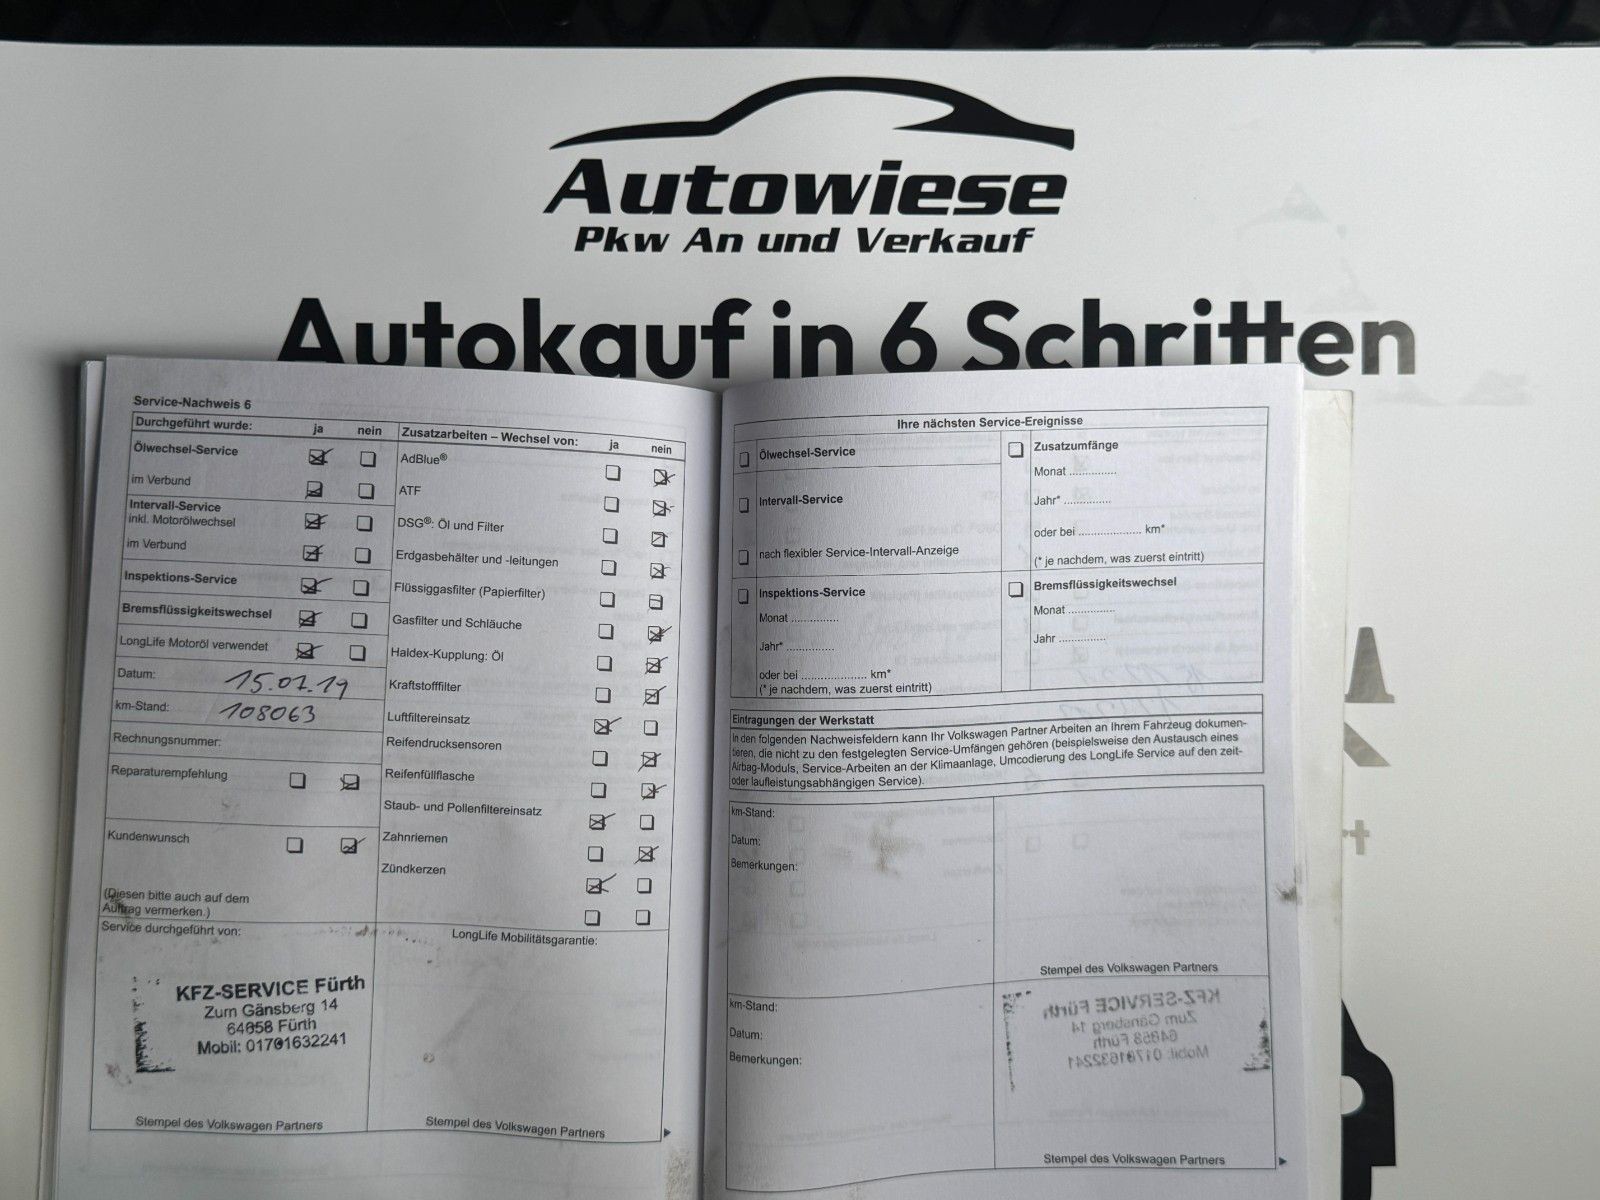 Autowiese
Pkw An und Verkauf
Autokauf in 6 Schritten
Service-Nachweis 6
Durchgeführt wurde: ja nein
Ölwechsel-Service
im Verbund
Intervall-Service
inkl. Motorölwechsel
im Verbund
Inspektions-Service
Bremsflüssigkeitswechsel
LongLife Motoröl verwendet
Datum: 15.07.19
km-Stand: 108063
Rechnungsnummer:
Reparaturempfehlung
Kundenwunsch
(Diesen bitte auch auf dem
Auftrag vermerken.)
Service durchgeführt von:
KFZ-SERVICE Fürth
Zum Gänsberg 14
64658 Fürth
Mobil: 01701632241
Stempel des Volkswagen Partners
Zusatzarbeiten – Wechsel von: ja nein
AdBlue®
ATF
DSG®: Öl und Filter
Erdgasbehälter und -leitungen
Flüssiggasfilter (Papierfilter)
Gasfilter und Schläuche
Haldex-Kupplung: Öl
Kraftstofffilter
Luftfiltereinsatz
Reifendrucksensoren
Reifenfüllflasche
Staub- und Pollenfiltereinsatz
Zahnriemen
Zündkerzen
LongLife Mobilitätsgarantie:
Stempel des Volkswagen Partners
Ihre nächsten Service-Ereignisse
Ölwechsel-Service
Intervall-Service
nach flexibler Service-Intervall-Anzeige
Inspektions-Service
Monat ...............
Jahr* ...............
oder bei ..................... km*
(* je nachdem, was zuerst eintritt)
Zusatzumfänge
Monat ...............
Jahr* ...............
oder bei ..................... km*
(* je nachdem, was zuerst eintritt)
Bremsflüssigkeitswechsel
Monat ...............
Jahr ...............
Eintragungen der Werkstatt
In den folgenden Nachweisfeldern kann Ihr Volkswagen Partner Arbeiten an Ihrem Fahrzeug dokumen-
tieren, die nicht zu den festgelegten Service-Umfängen gehören (beispielsweise den Austausch eines
Airbag-Moduls, Service-Arbeiten an der Klimaanlage, Umcodierung des LongLife Service auf den zeit-
oder laufleistungsabhängigen Service).
km-Stand:
Datum:
Bemerkungen:
Stempel des Volkswagen Partners
km-Stand:
Datum:
Bemerkungen:
KFZ-SERVICE Fürth
Zum Gänsberg 14
64658 Fürth
Mobil: 01701632241
Stempel des Volkswagen Partners